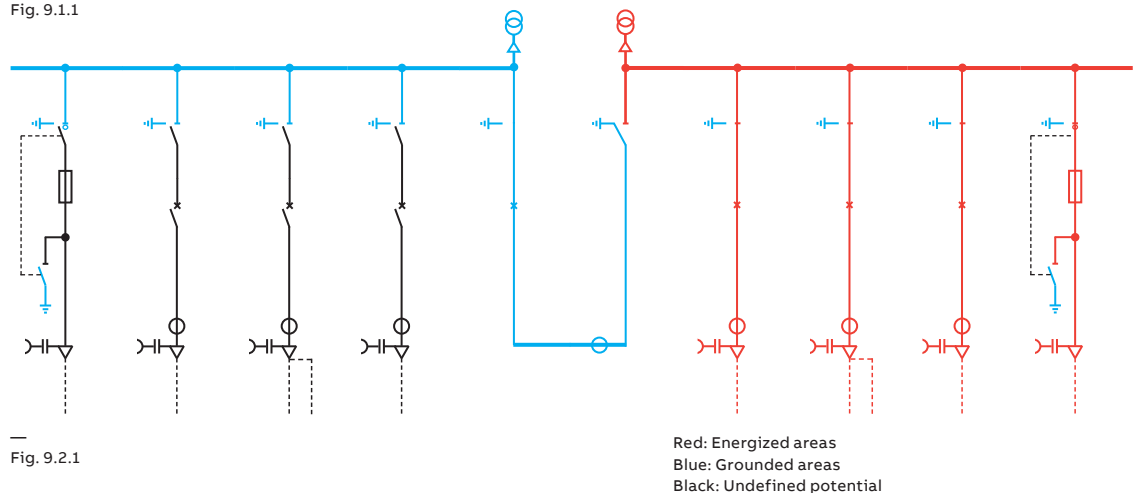 Fig. 9.1.1
—
Fig. 9.2.1
Red: Energized areas
Blue: Grounded areas
Black: Undefined potential